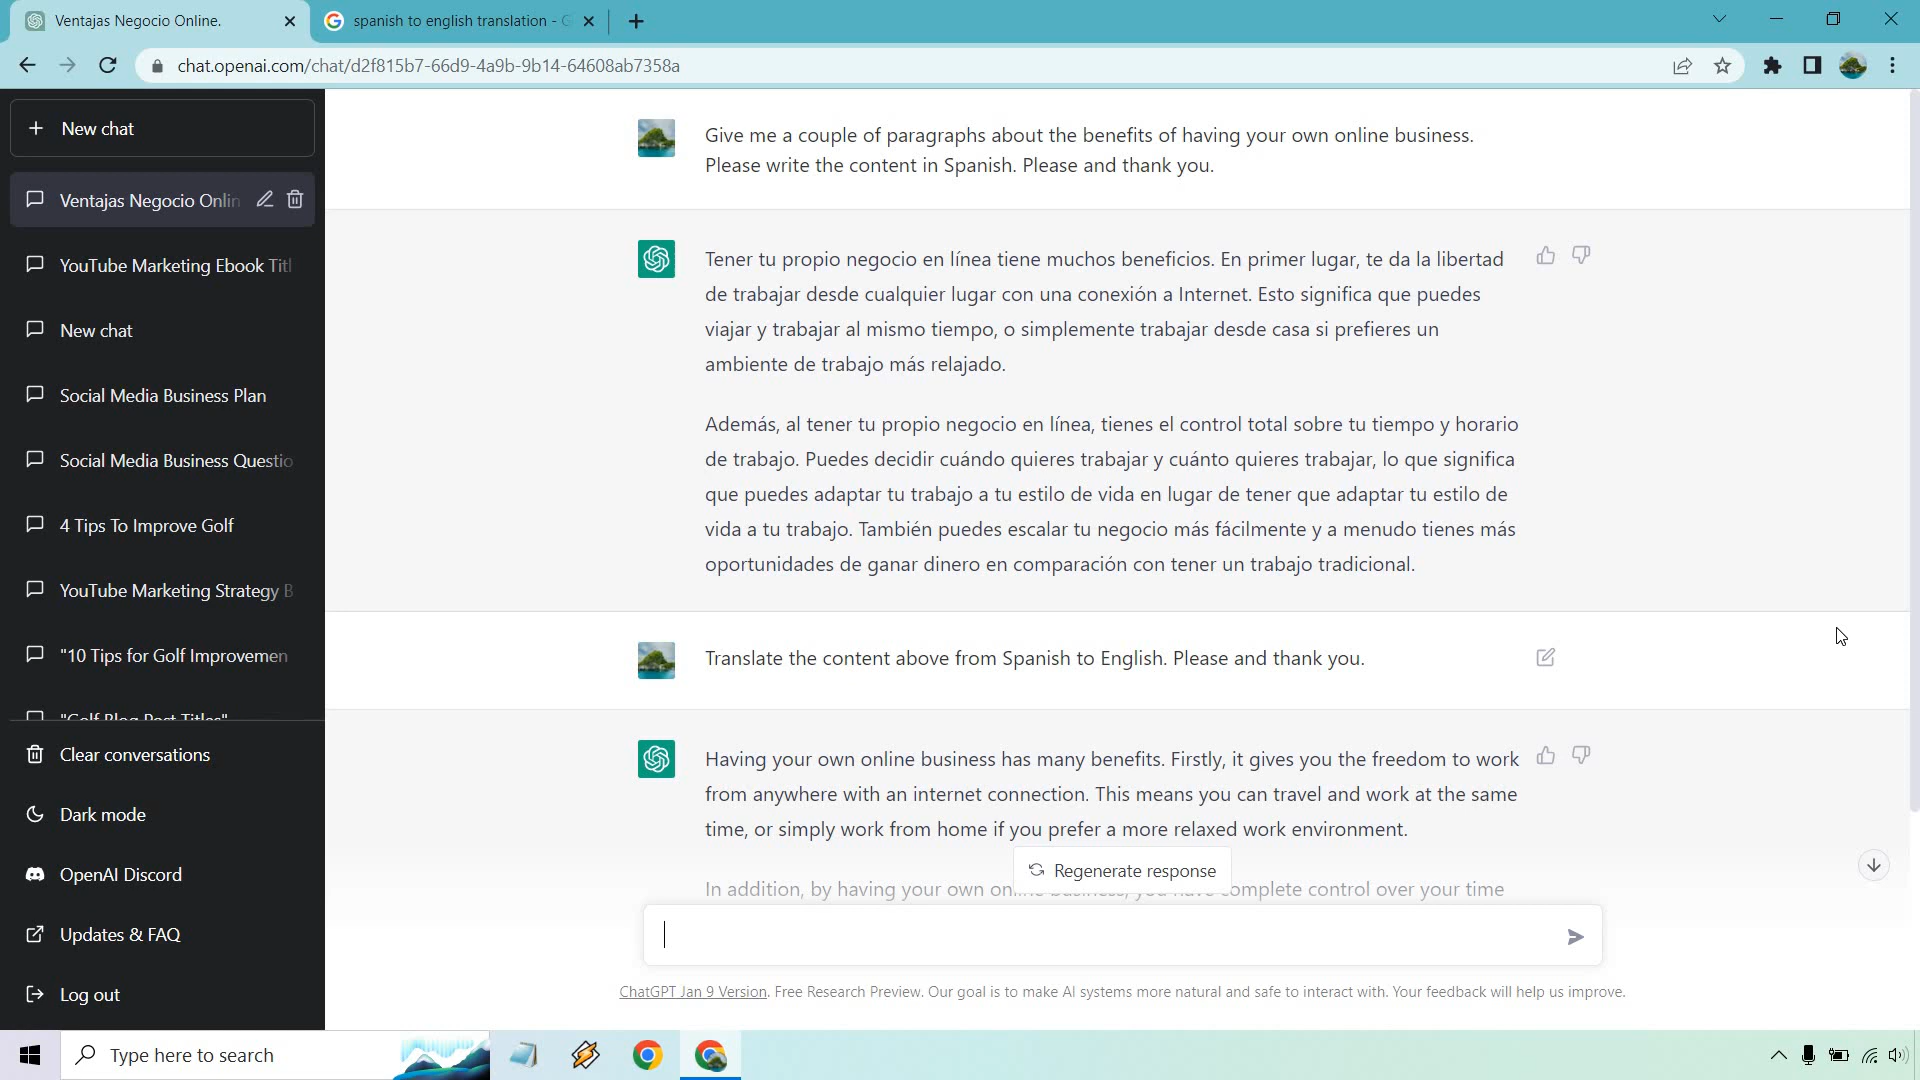 Ventajas Negocio Online.
spanish to english translation - G
chat.openai.com/chat/d2f815b7-66d9-4a9b-9b14-64608ab7358a
New chat
Ventajas Negocio Onlin
YouTube Marketing Ebook Titl
New chat
Social Media Business Plan
Social Media Business Questio
4 Tips To Improve Golf
YouTube Marketing Strategy B
"10 Tips for Golf Improvemen
"Golf Blog Post Titles"
Clear conversations
Dark mode
OpenAI Discord
Updates & FAQ
Log out
Give me a couple of paragraphs about the benefits of having your own online business.
Please write the content in Spanish. Please and thank you.
Tener tu propio negocio en línea tiene muchos beneficios. En primer lugar, te da la libertad
de trabajar desde cualquier lugar con una conexión a Internet. Esto significa que puedes
viajar y trabajar al mismo tiempo, o simplemente trabajar desde casa si prefieres un
ambiente de trabajo más relajado.
Además, al tener tu propio negocio en línea, tienes el control total sobre tu tiempo y horario
de trabajo. Puedes decidir cuándo quieres trabajar y cuánto quieres trabajar, lo que significa
que puedes adaptar tu trabajo a tu estilo de vida en lugar de tener que adaptar tu estilo de
vida a tu trabajo. También puedes escalar tu negocio más fácilmente y a menudo tienes más
oportunidades de ganar dinero en comparación con tener un trabajo tradicional.
Translate the content above from Spanish to English. Please and thank you.
Having your own online business has many benefits. Firstly, it gives you the freedom to work
from anywhere with an internet connection. This means you can travel and work at the same
time, or simply work from home if you prefer a more relaxed work environment.
Regenerate response
In addition, by having your own online business, you have complete control over your time
ChatGPT Jan 9 Version. Free Research Preview. Our goal is to make AI systems more natural and safe to interact with. Your feedback will help us improve.
Type here to search